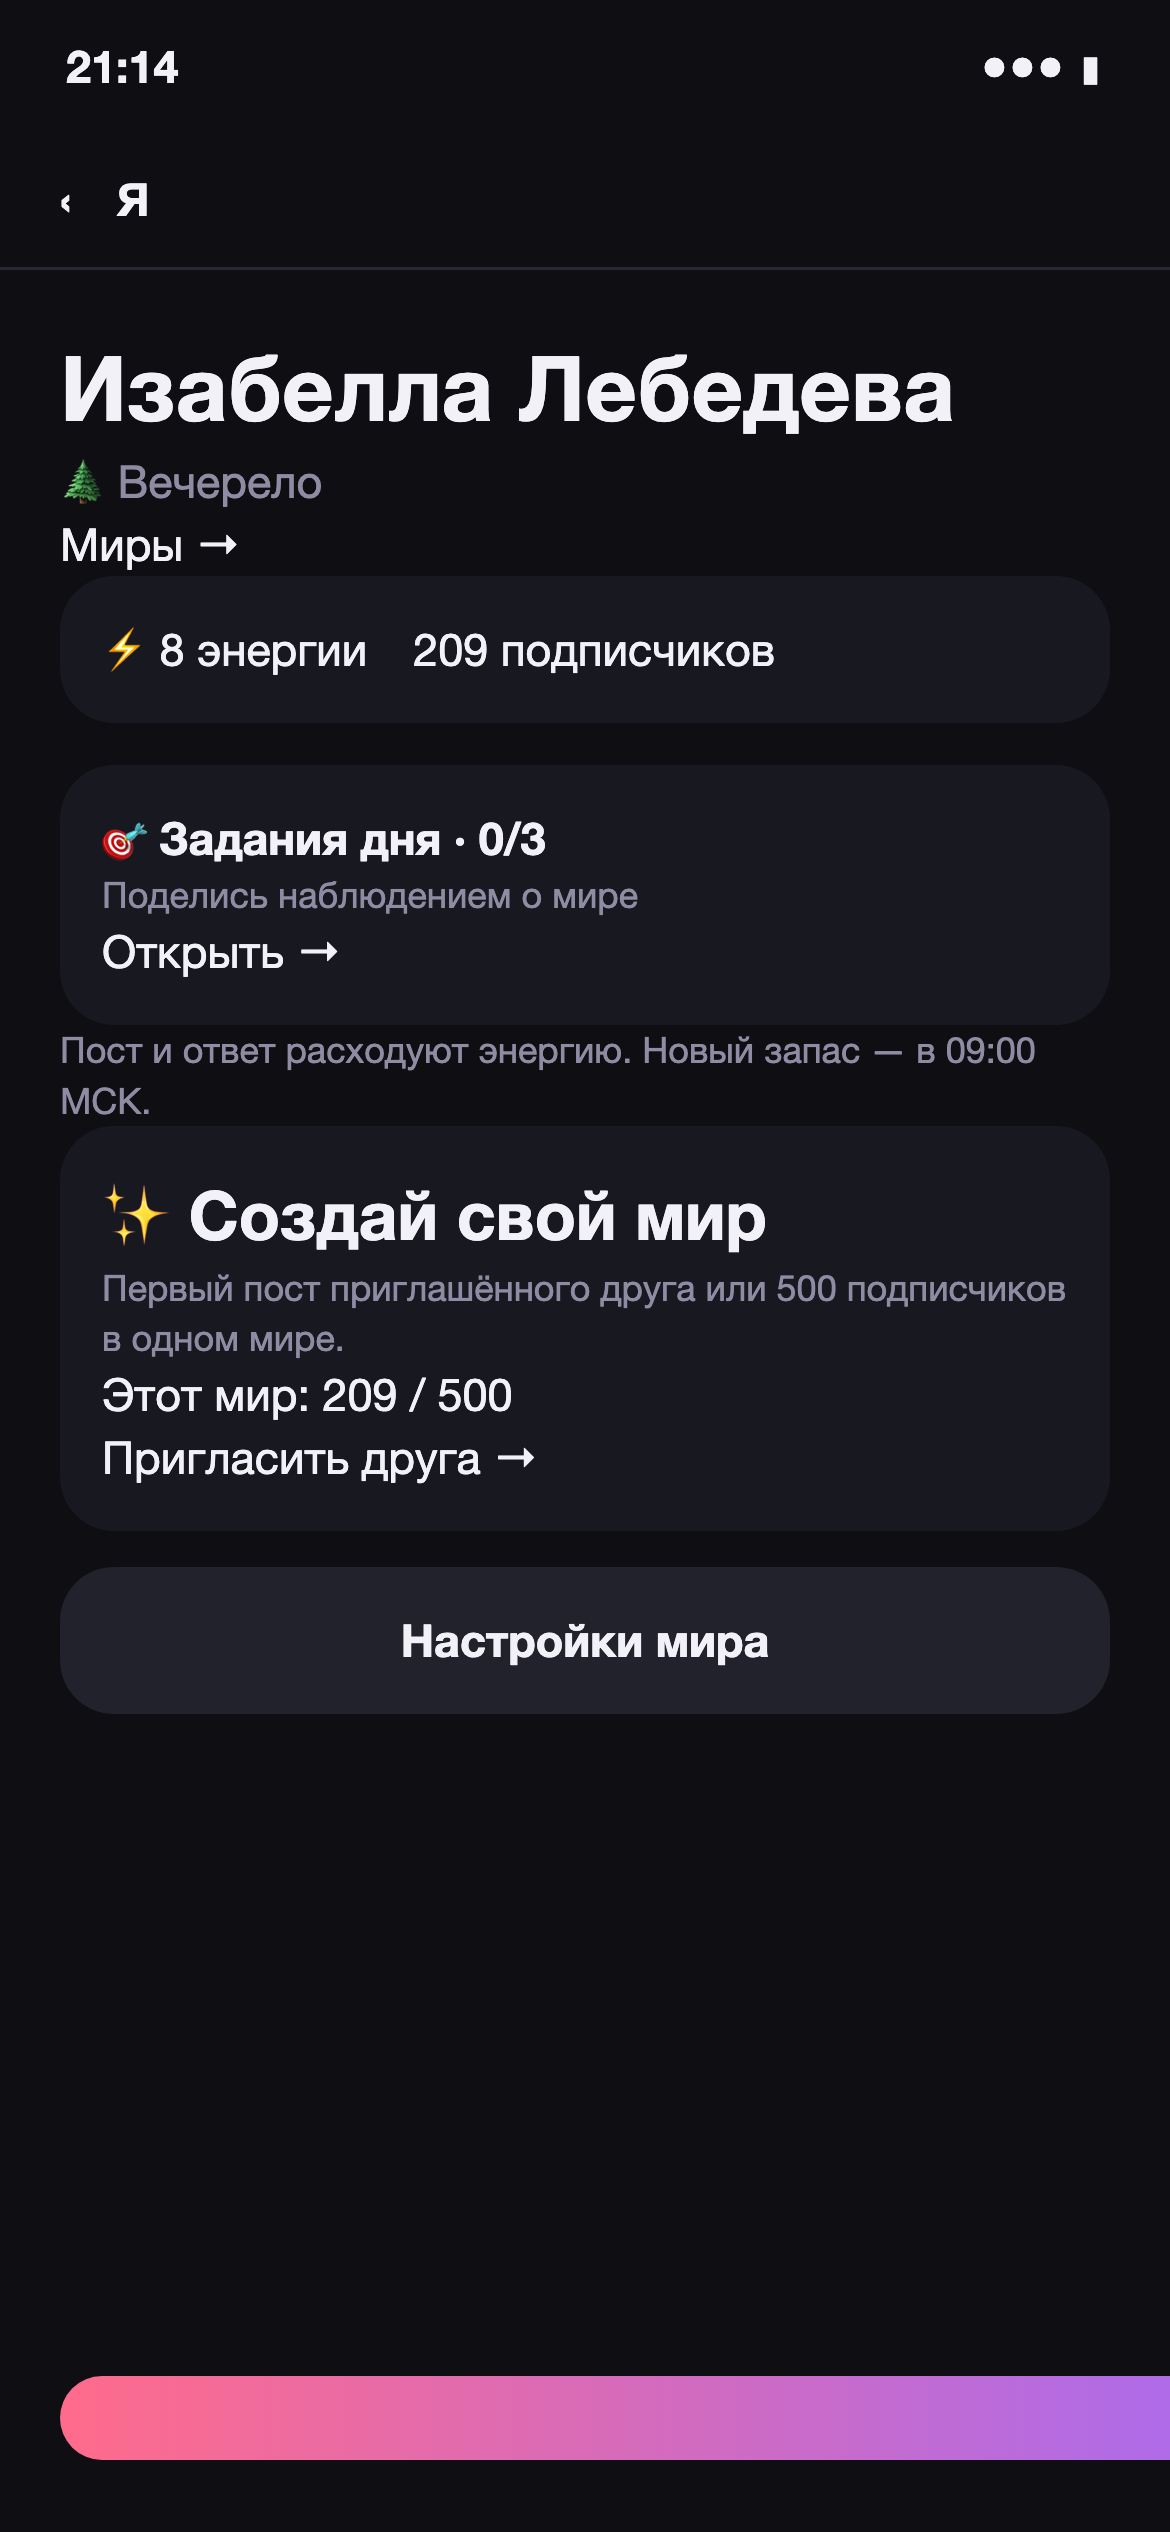 21:14
‹ Я
Изабелла Лебедева
🌲 Вечерело
Миры →
⚡ 8 энергии 209 подписчиков
🎯 Задания дня · 0/3
Поделись наблюдением о мире
Открыть →
Пост и ответ расходуют энергию. Новый запас — в 09:00
МСК.
✨ Создай свой мир
Первый пост приглашённого друга или 500 подписчиков
в одном мире.
Этот мир: 209 / 500
Пригласить друга →
Настройки мира